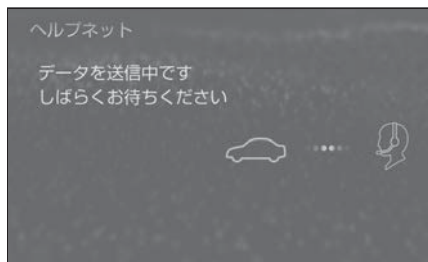 ヘルプネット
データを送信中です
しばらくお待ちください